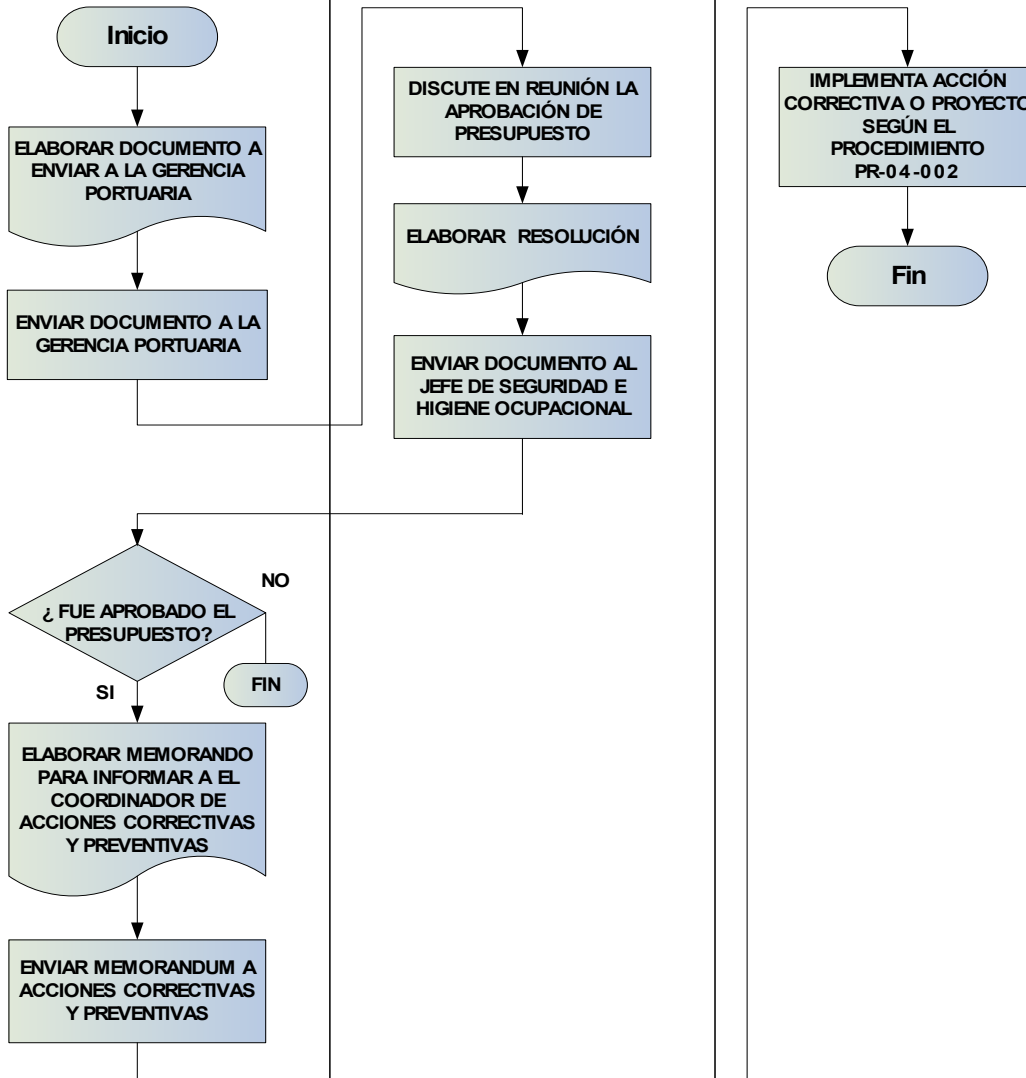 Inicio
ELABORAR DOCUMENTO A
ENVIAR A LA GERENCIA
PORTUARIA
ENVIAR DOCUMENTO A LA
GERENCIA PORTUARIA
DISCUTE EN REUNIÓN LA
APROBACIÓN DE
PRESUPUESTO
ELABORAR RESOLUCIÓN
ENVIAR DOCUMENTO AL
JEFE DE SEGURIDAD E
HIGIENE OCUPACIONAL
¿ FUE APROBADO EL
PRESUPUESTO?
NO
FIN
SI
ELABORAR MEMORANDO
PARA INFORMAR A EL
COORDINADOR DE
ACCIONES CORRECTIVAS
Y PREVENTIVAS
ENVIAR MEMORANDUM A
ACCIONES CORRECTIVAS
Y PREVENTIVAS
IMPLEMENTA ACCIÓN
CORRECTIVA O PROYECTO
SEGÚN EL
PROCEDIMIENTO
PR-04-002
Fin